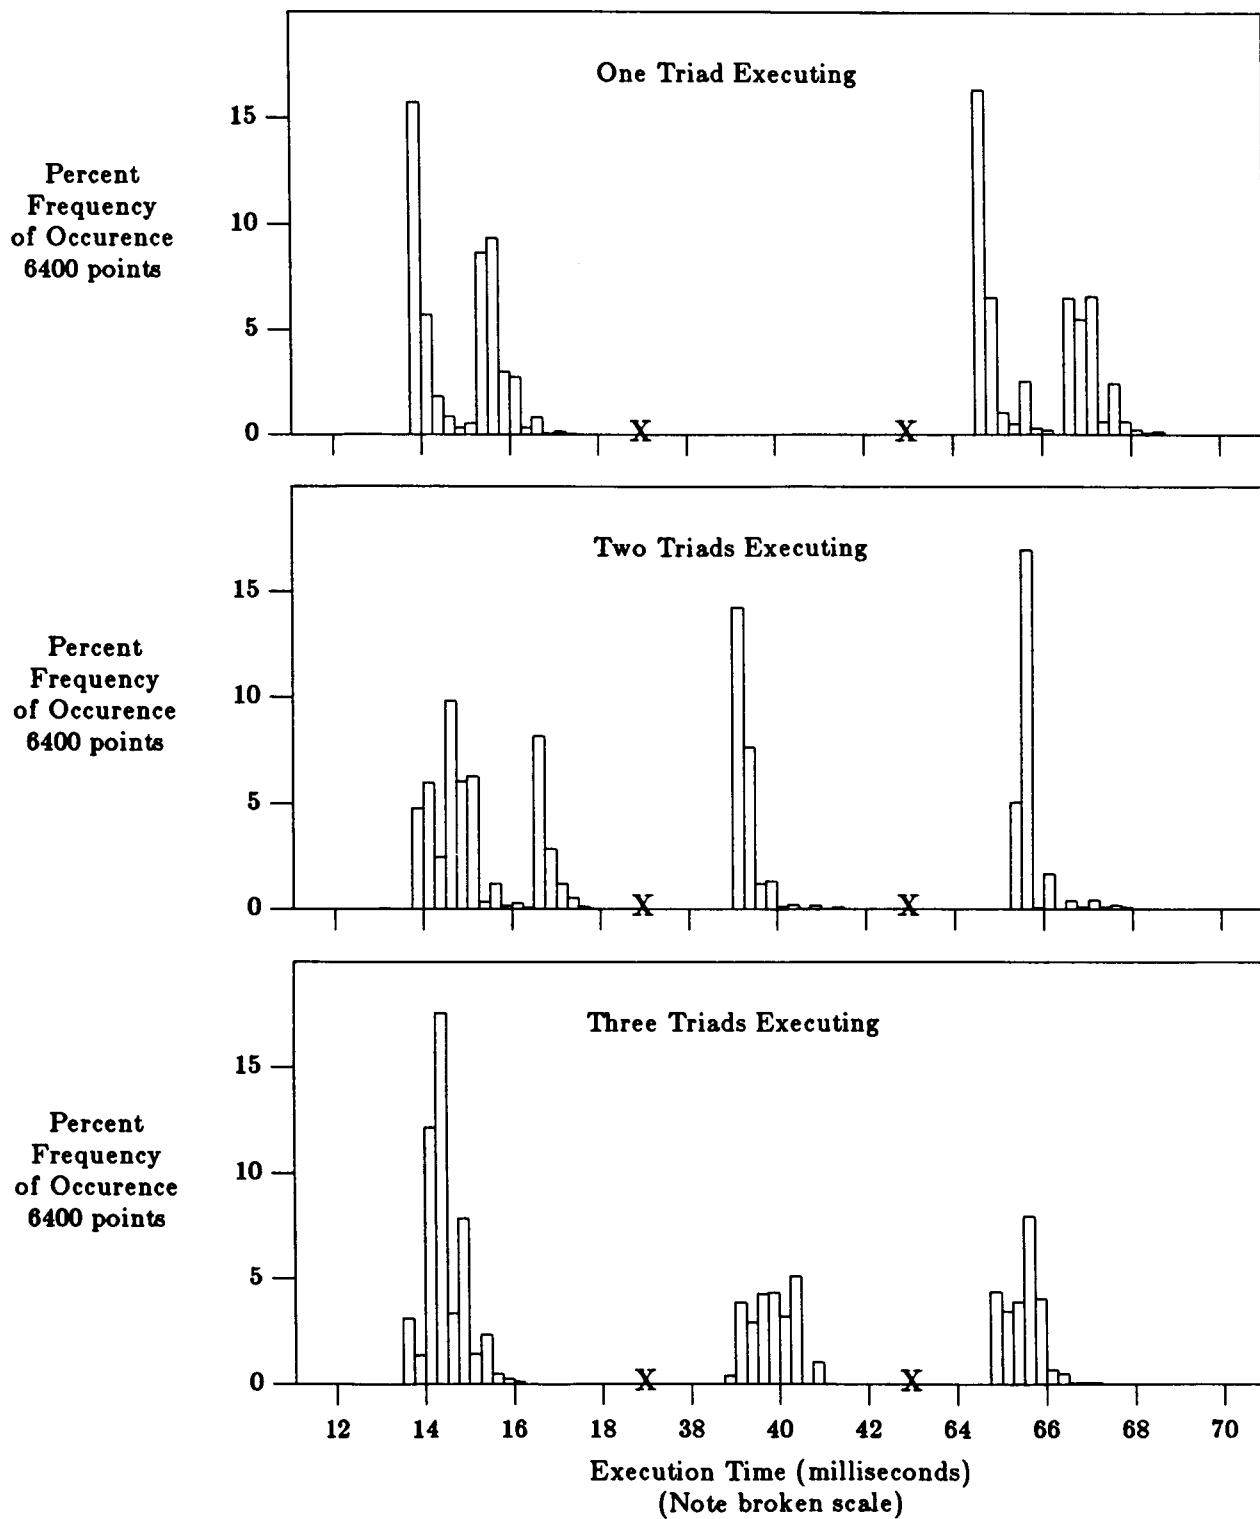 One Triad Executing
15
Percent
Frequency
of Occurence
6400 points
10
5
0
X X
Two Triads Executing
15
Percent
Frequency
of Occurence
6400 points
10
5
0
X X
Three Triads Executing
15
Percent
Frequency
of Occurence
6400 points
10
5
0
X X
12 14 16 18 38 40 42 64 66 68 70
Execution Time (milliseconds)
(Note broken scale)